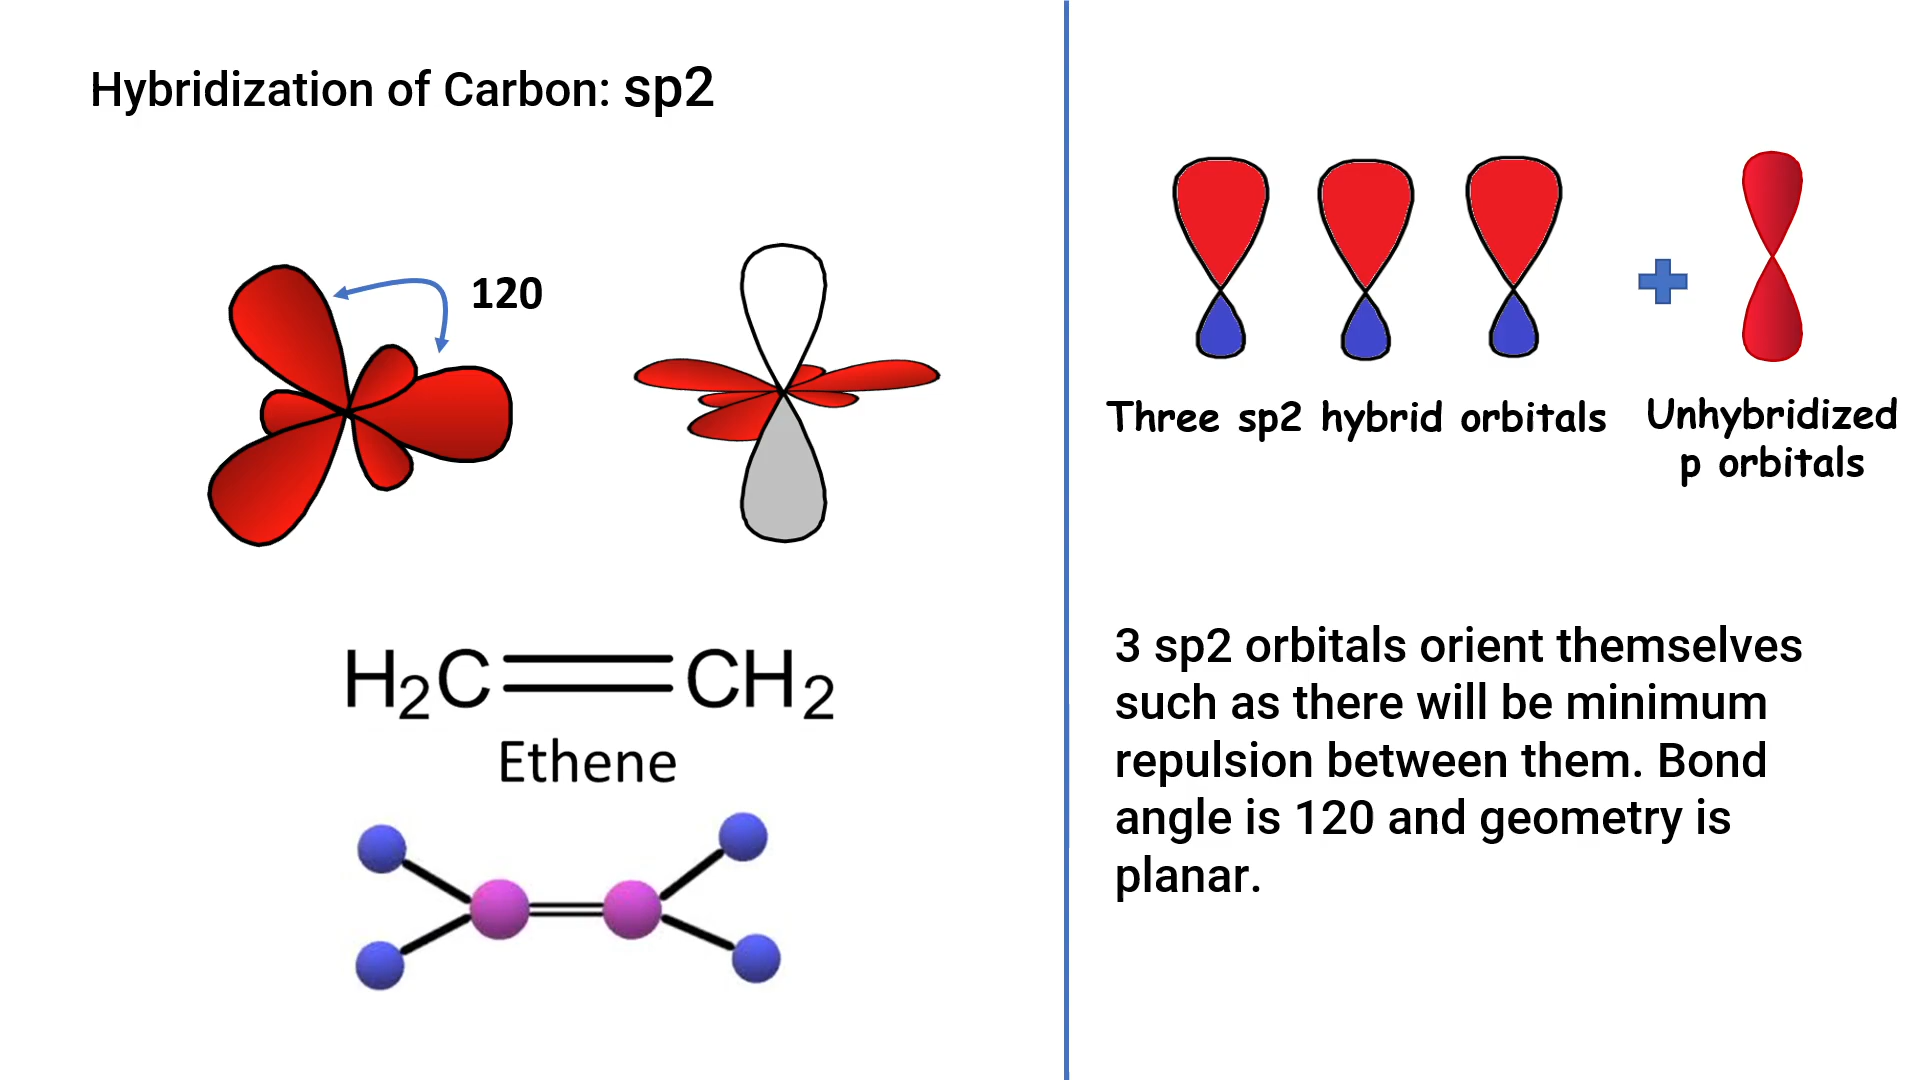 Hybridization of Carbon: sp2
120
H2C=CH2
Ethene
Three sp2 hybrid orbitals
Unhybridized
p orbitals
3 sp2 orbitals orient themselves
such as there will be minimum
repulsion between them. Bond
angle is 120 and geometry is
planar.